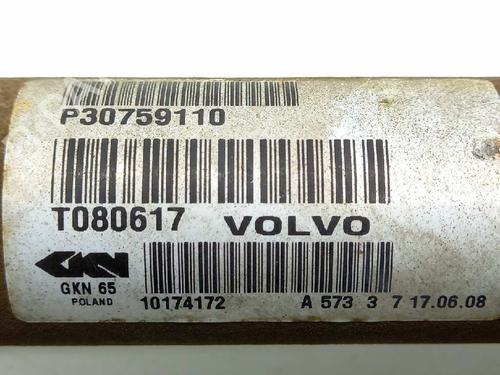 P30759110
T080617 VOLVO
GKN
GKN 65
POLAND
10174172 A 573 3 7 17.06.08